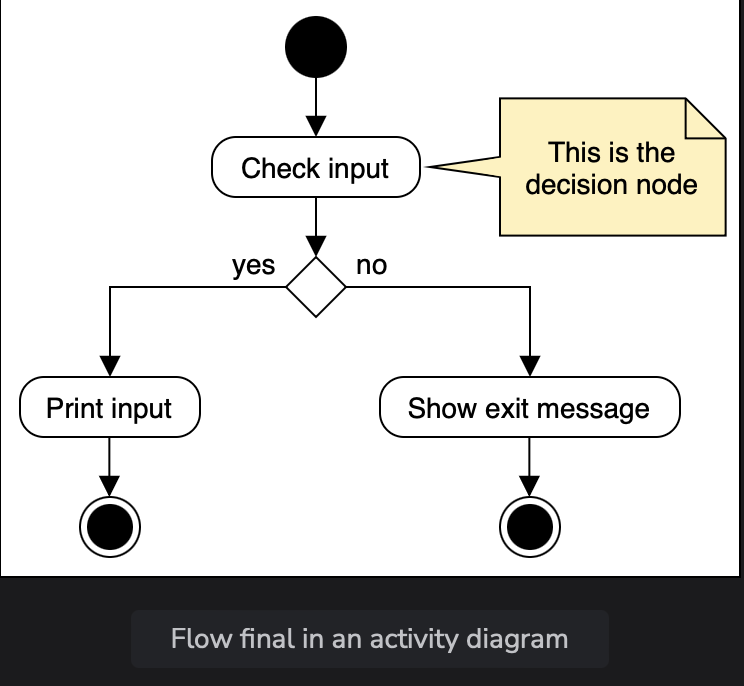 Check input
This is the
decision node
yes
no
Print input
Show exit message
Flow final in an activity diagram